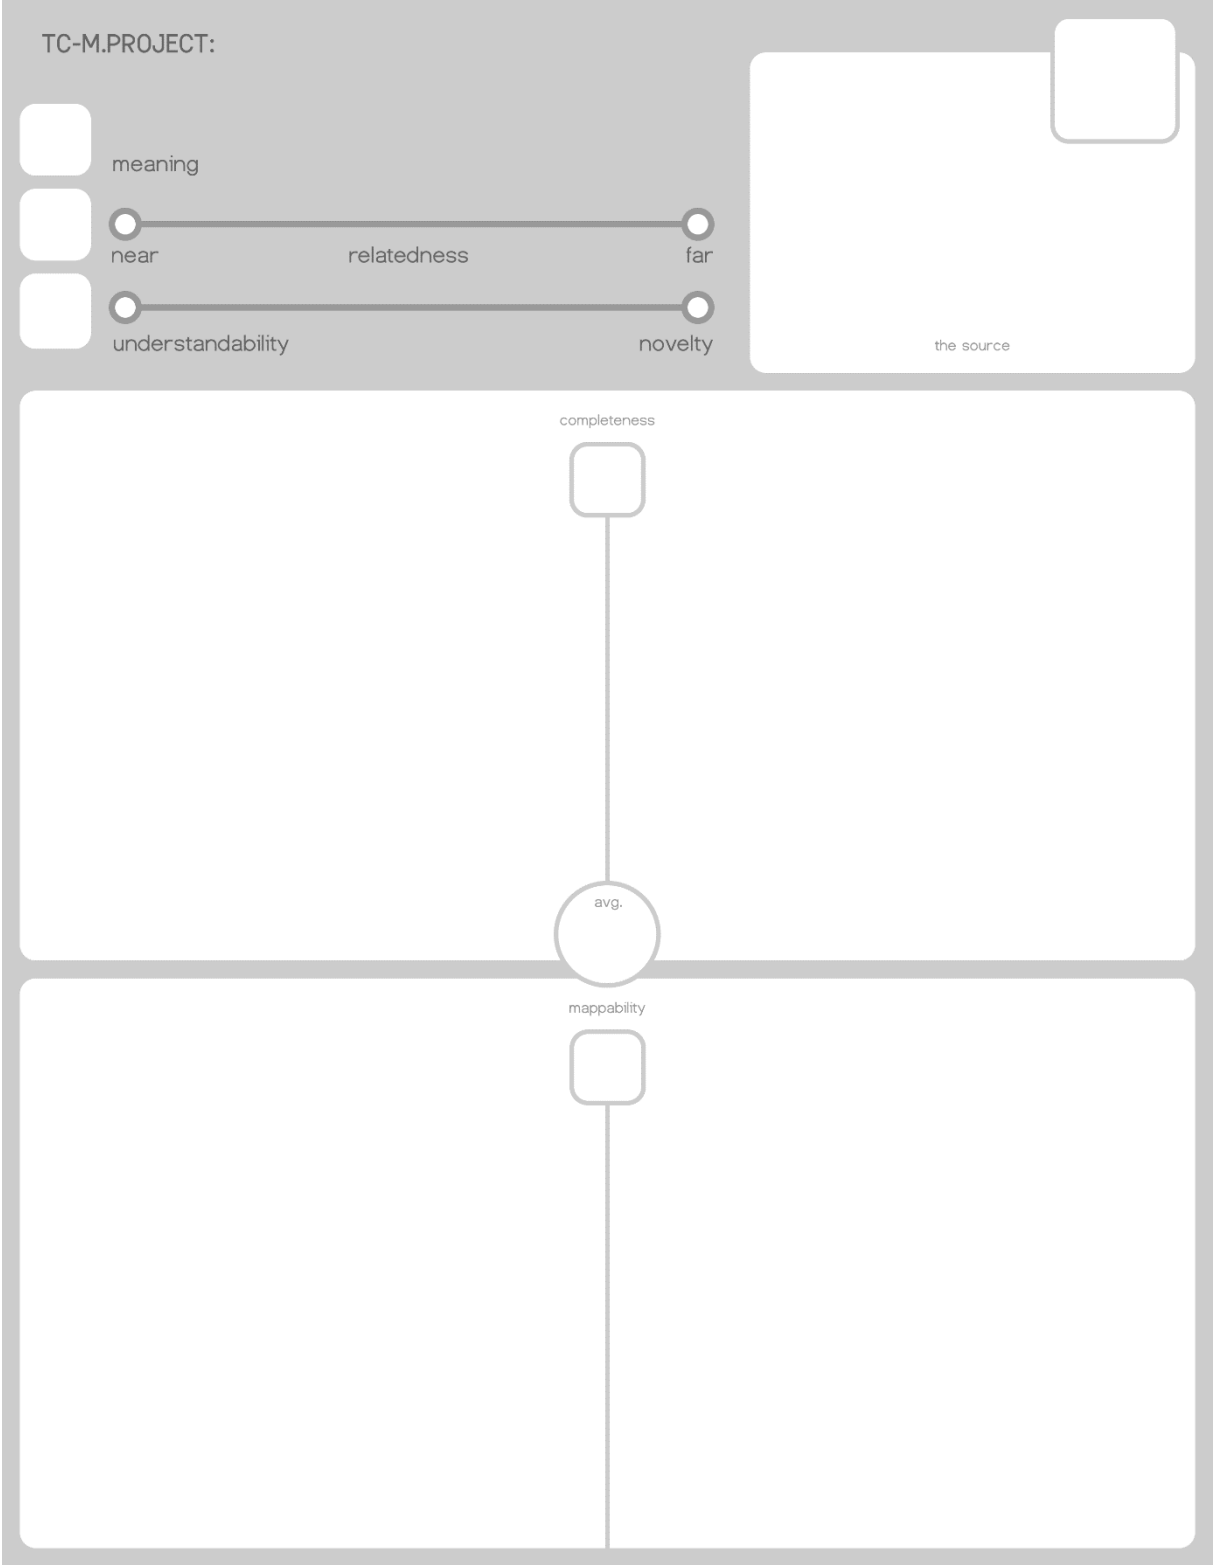 TC-M.PROJECT:
meaning
near relatedness far
understandability novelty
the source
completeness
avg.
mappability